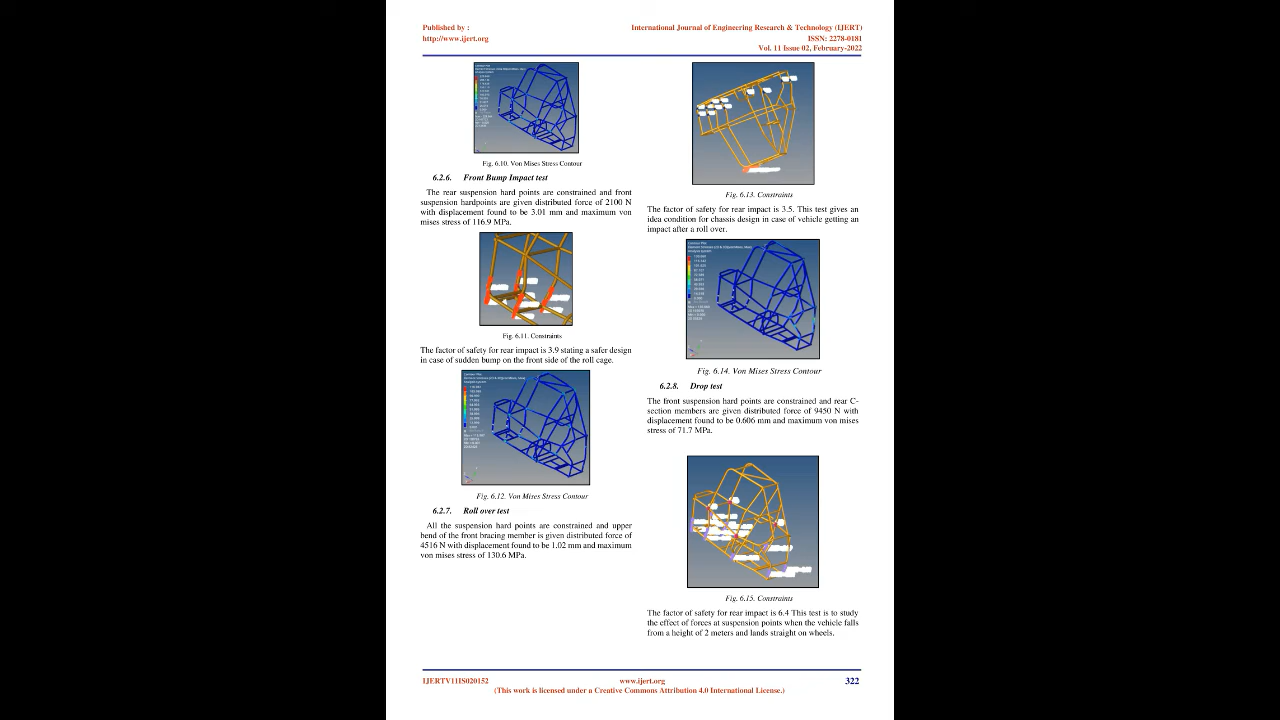 Published by :
http://www.ijert.org
International Journal of Engineering Research & Technology (IJERT)
ISSN: 2278-0181
Vol. 11 Issue 02, February-2022
Fig. 6.10. Von Mises Stress Contour
6.2.6. Front Bump Impact test
The rear suspension hard points are constrained and front
suspension hardpoints are given distributed force of 2100 N
with displacement found to be 3.01 mm and maximum von
mises stress of 116.9 MPa.
Fig. 6.11. Constraints
The factor of safety for rear impact is 3.9 stating a safer design
in case of sudden bump on the front side of the roll cage.
Fig. 6.12. Von Mises Stress Contour
6.2.7. Roll over test
All the suspension hard points are constrained and upper
bend of the front bracing member is given distributed force of
4516 N with displacement found to be 1.02 mm and maximum
von mises stress of 130.6 MPa.
Fig. 6.13. Constraints
The factor of safety for rear impact is 3.5. This test gives an
idea condition for chassis design in case of vehicle getting an
impact after a roll over.
Fig. 6.14. Von Mises Stress Contour
6.2.8. Drop test
The front suspension hard points are constrained and rear C-
section members are given distributed force of 9450 N with
displacement found to be 0.606 mm and maximum von mises
stress of 71.7 MPa.
Fig. 6.15. Constraints
The factor of safety for rear impact is 6.4 This test is to study
the effect of forces at suspension points when the vehicle falls
from a height of 2 meters and lands straight on wheels.
IJERTV11IS020152
www.ijert.org
322
(This work is licensed under a Creative Commons Attribution 4.0 International License.)